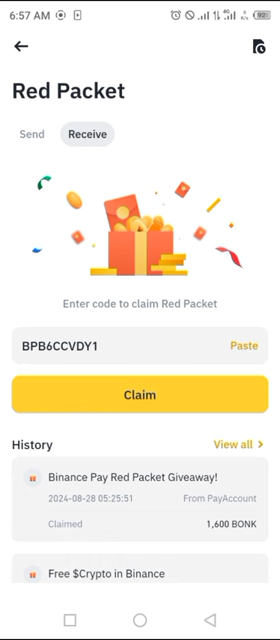 6:57 AM
92
Red Packet
Send
Receive
Enter code to claim Red Packet
BPB6CCVDY1
Paste
Claim
History
View all >
Binance Pay Red Packet Giveaway!
2024-08-28 05:25:51
From PayAccount
Claimed
1,600 BONK
Free $Crypto in Binance